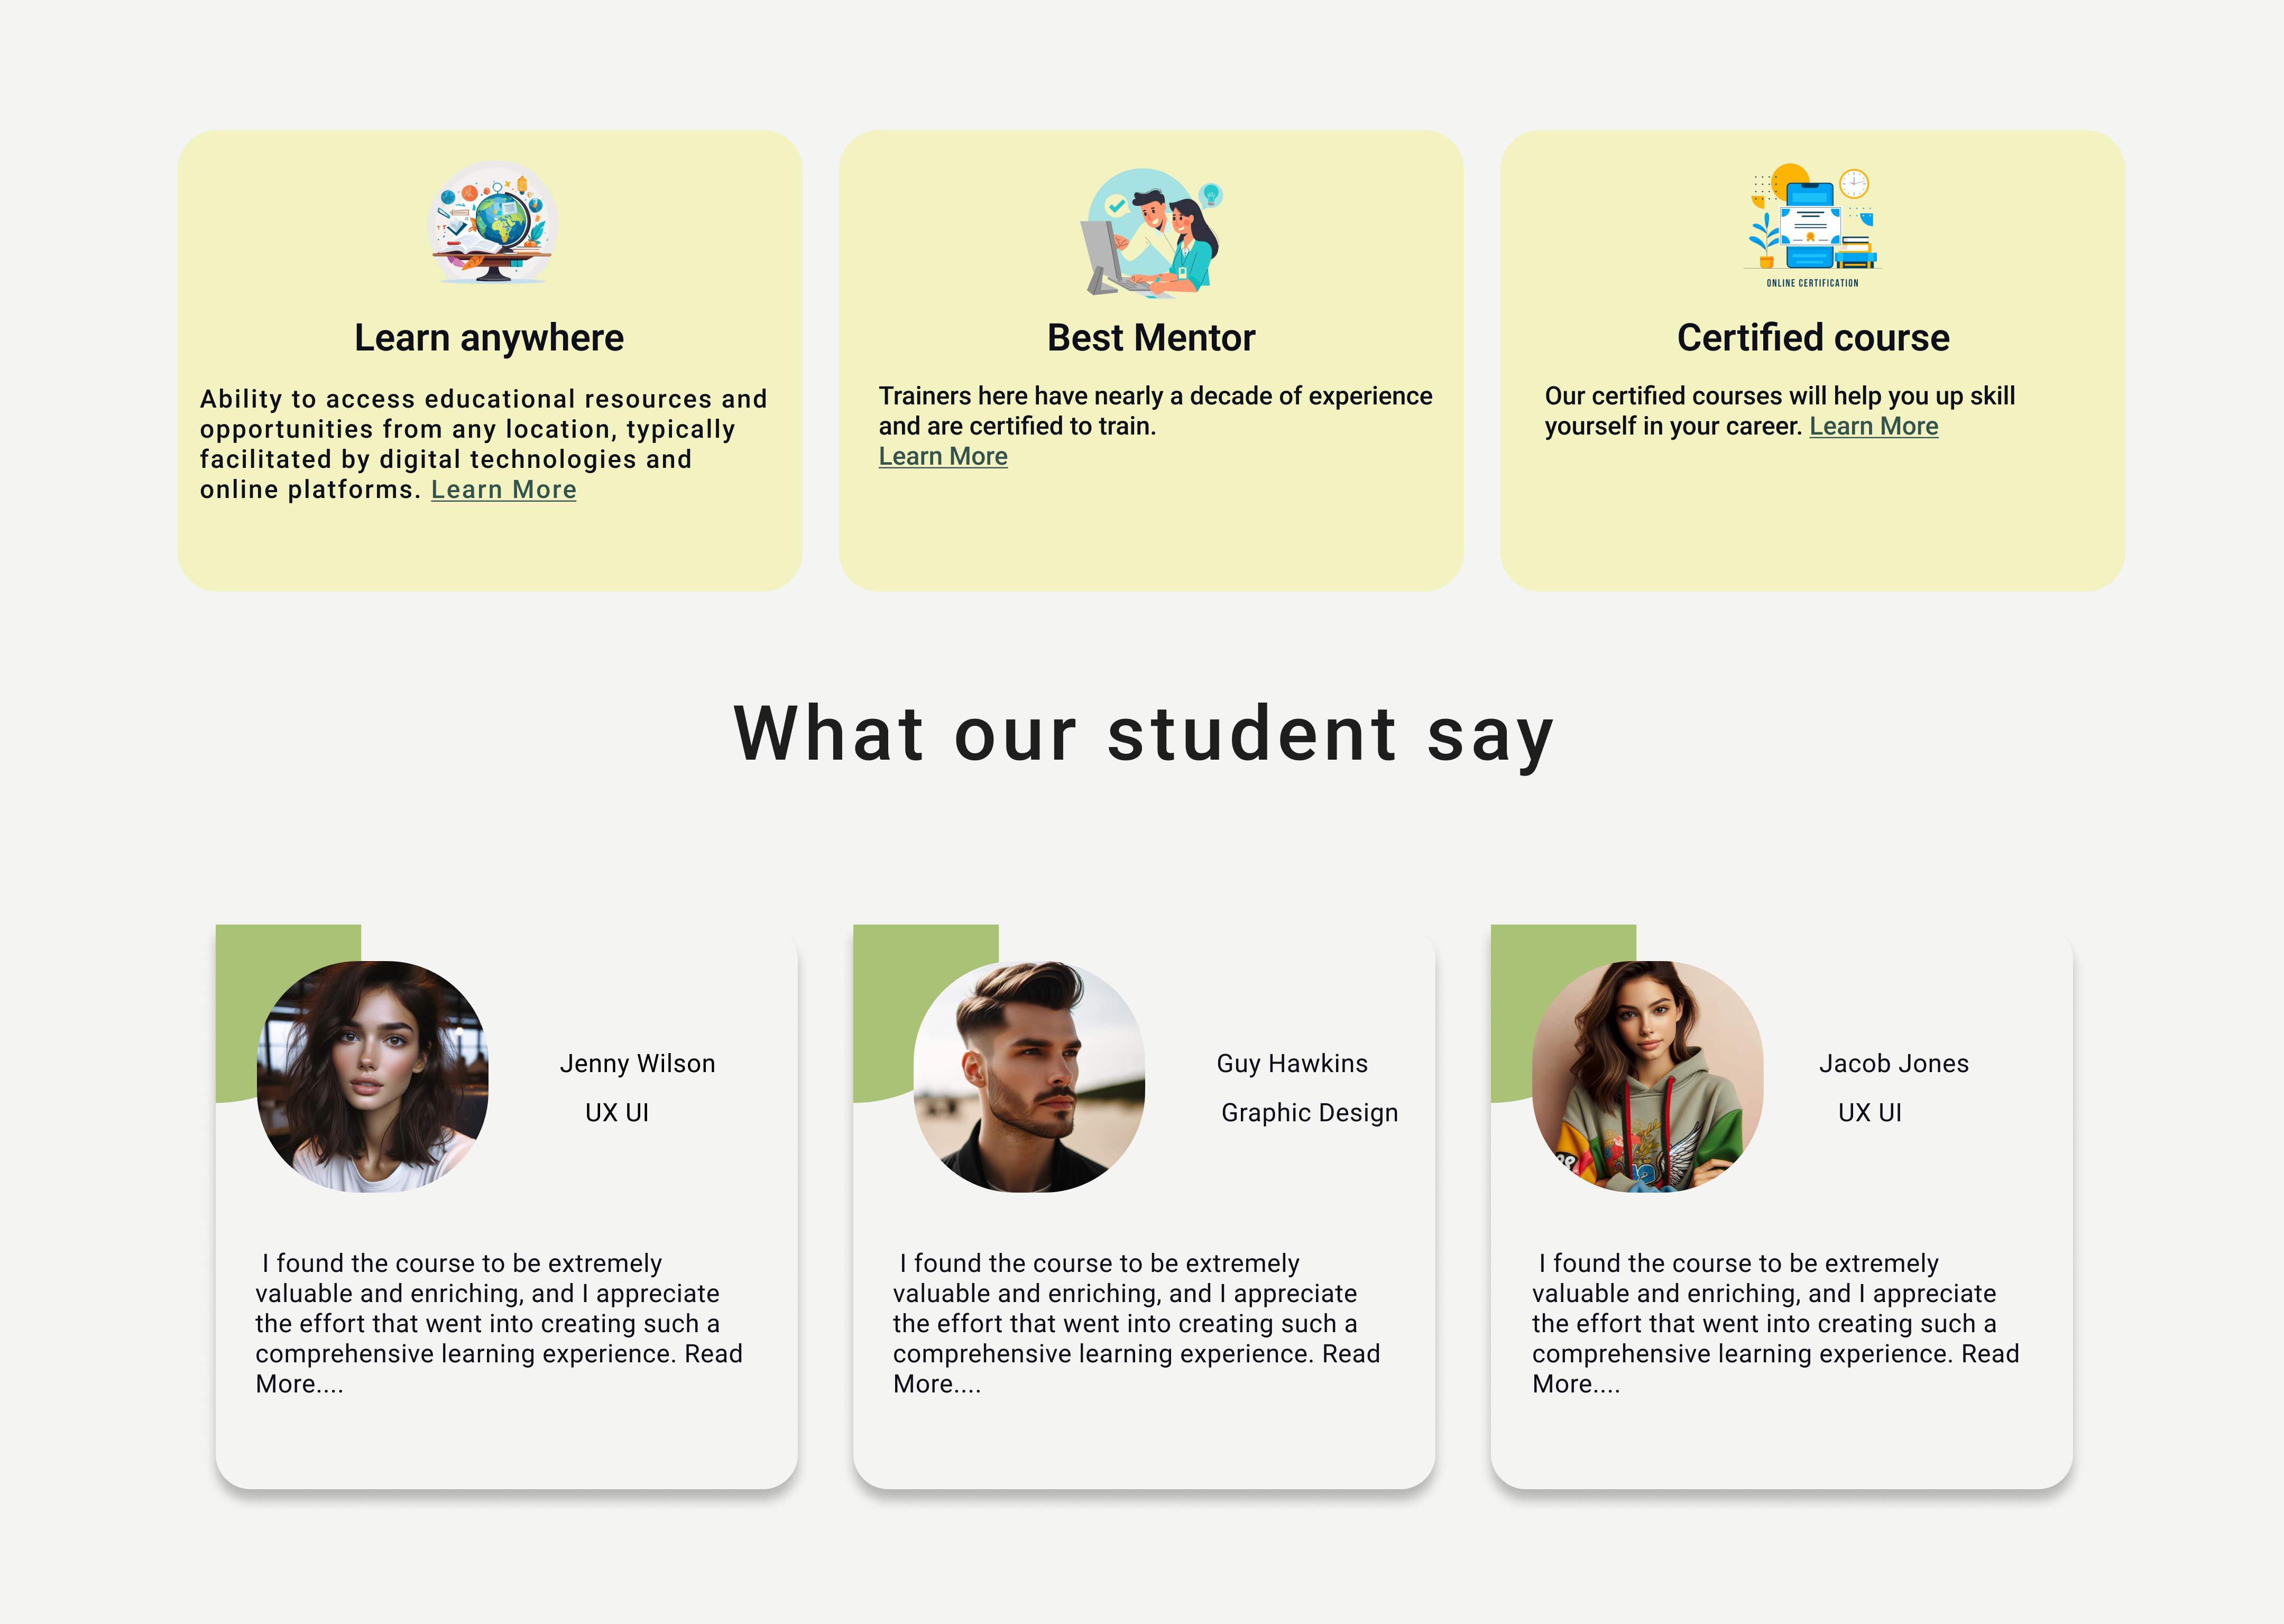 ONLINE CERTIFICATION
Learn anywhere
Ability to access educational resources and
opportunities from any location, typically
facilitated by digital technologies and
online platforms. Learn More
Best Mentor
Trainers here have nearly a decade of experience
and are certified to train.
Learn More
Certified course
Our certified courses will help you up skill
yourself in your career. Learn More
What our student say
Jenny Wilson
UX UI
I found the course to be extremely
valuable and enriching, and I appreciate
the effort that went into creating such a
comprehensive learning experience. Read
More....
Guy Hawkins
Graphic Design
I found the course to be extremely
valuable and enriching, and I appreciate
the effort that went into creating such a
comprehensive learning experience. Read
More....
Jacob Jones
UX UI
I found the course to be extremely
valuable and enriching, and I appreciate
the effort that went into creating such a
comprehensive learning experience. Read
More....